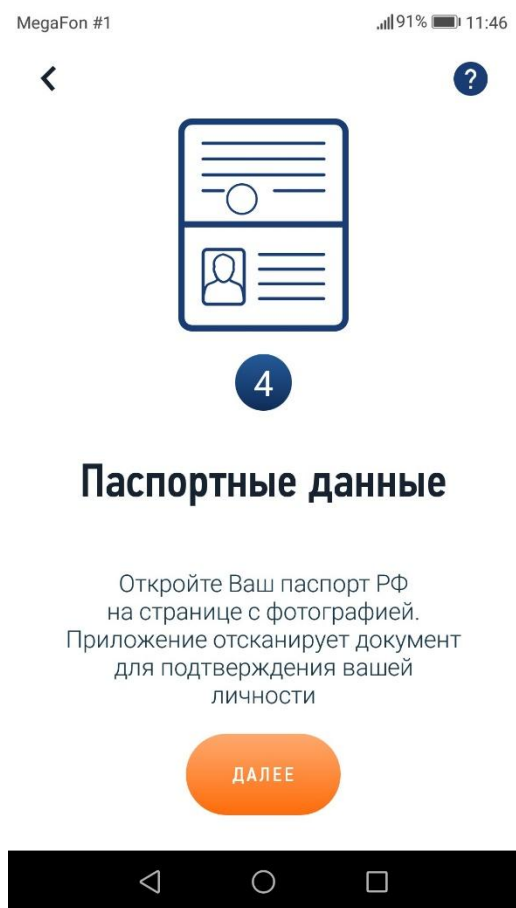 MegaFon #1 91% 11:46
?
4
Паспортные данные
Откройте Ваш паспорт РФ
на странице с фотографией.
Приложение отсканирует документ
для подтверждения вашей
личности
ДАЛЕЕ